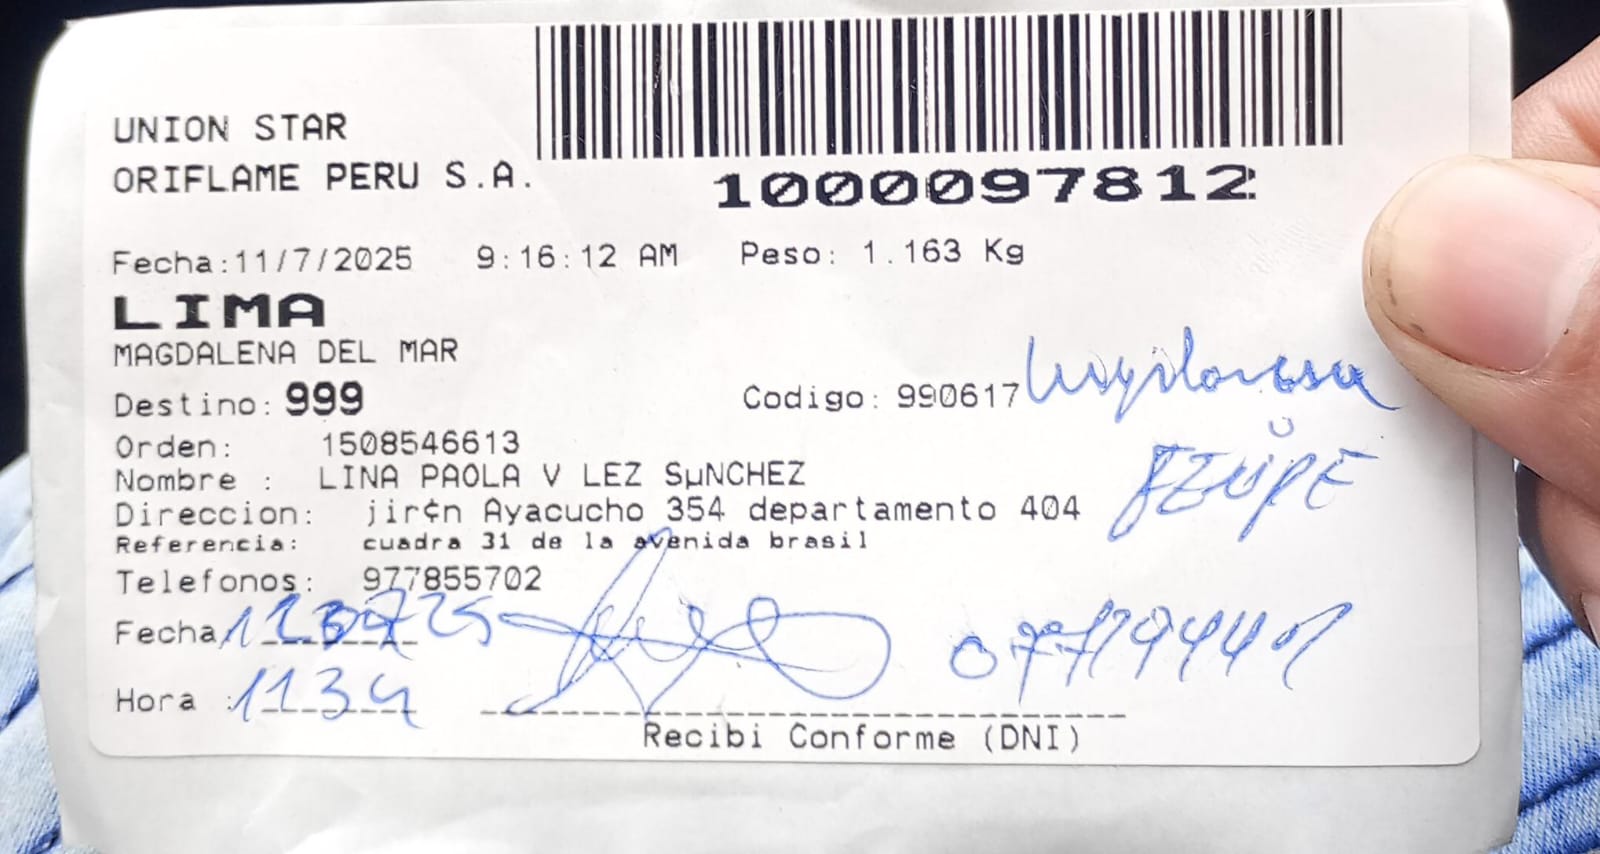 UNION STAR
ORIFLAME PERU S.A.
1000097812
Fecha:11/7/2025 9:16:12 AM Peso: 1.163 Kg
LIMA
MAGDALENA DEL MAR
Destino: 999 Codigo: 990617
Orden: 1508546613
Nombre : LINA PAOLA V LEZ SµNCHEZ
Direccion: jir¢n Ayacucho 354 departamento 404
FELIPE
Referencia: cuadra 31 de la avenida brasil
Telefonos: 977855702
Fecha
Hora : 1134
Recibi Conforme (DNI)